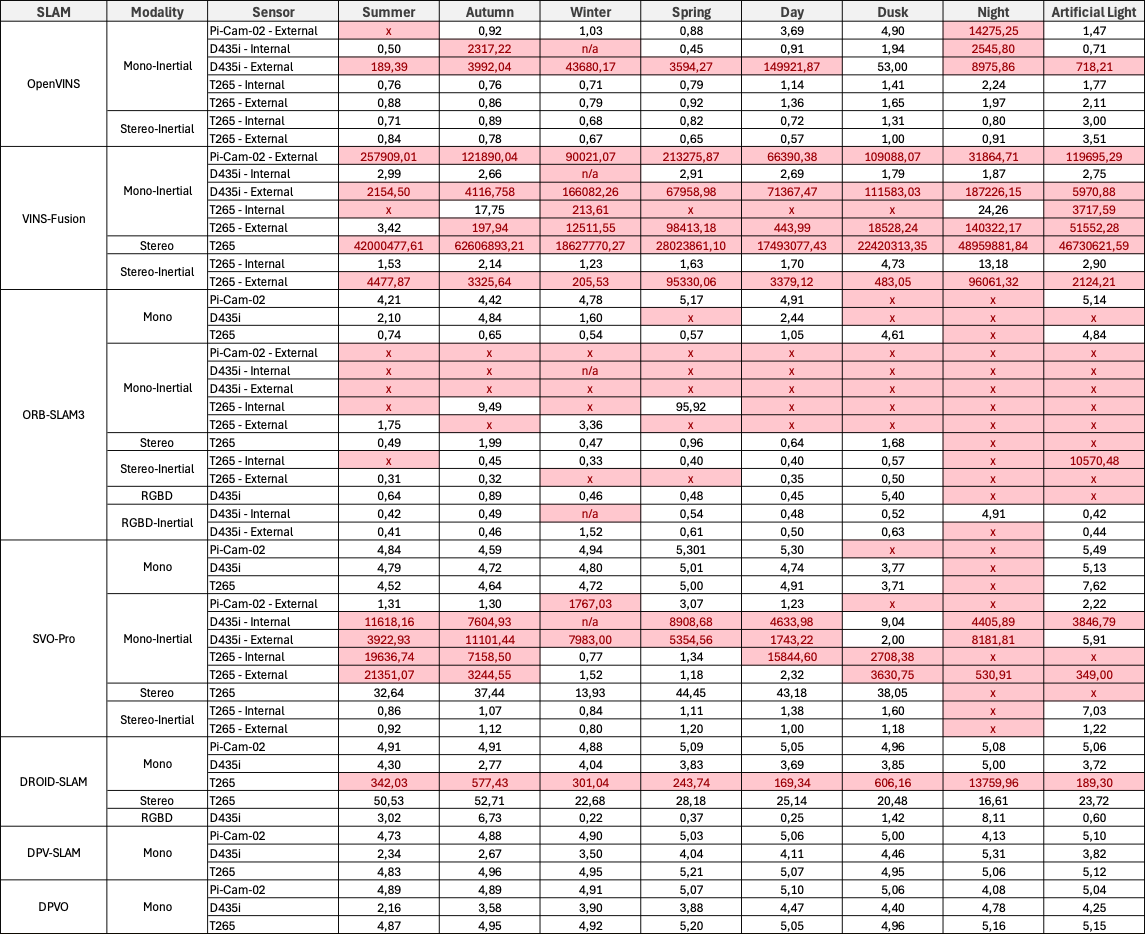 SLAM Modality Sensor Summer Autumn Winter Spring Day Dusk Night Artificial Light
OpenVINS Mono-Inertial Pi-Cam-02 - External x 0,92 1,03 0,88 3,69 4,90 14275,25 1,47
D435i - Internal 0,50 2317,22 n/a 0,45 0,91 1,94 2545,80 0,71
D435i - External 189,39 3992,04 43680,17 3594,27 149921,87 53,00 8975,86 718,21
T265 - Internal 0,76 0,76 0,71 0,79 1,14 1,41 2,24 1,77
T265 - External 0,88 0,86 0,79 0,92 1,36 1,65 1,97 2,11
Stereo-Inertial T265 - Internal 0,71 0,89 0,68 0,82 0,72 1,31 0,80 3,00
T265 - External 0,84 0,78 0,67 0,65 0,57 1,00 0,91 3,51
VINS-Fusion Mono-Inertial Pi-Cam-02 - External 257909,01 121890,04 90021,07 213275,87 66390,38 109088,07 31864,71 119695,29
D435i - Internal 2,99 2,66 n/a 2,91 2,69 1,79 1,87 2,75
D435i - External 2154,50 4116,758 166082,26 67958,98 71367,47 111583,03 187226,15 5970,88
T265 - Internal x 17,75 213,61 x x x 24,26 3717,59
T265 - External 3,42 197,94 12511,55 98413,18 443,99 18528,24 140322,17 51552,28
Stereo T265 42000477,61 62606893,21 18627770,27 28023861,10 17493077,43 22420313,35 48959881,84 46730621,59
Stereo-Inertial T265 - Internal 1,53 2,14 1,23 1,63 1,70 4,73 13,18 2,90
T265 - External 4477,87 3325,64 205,53 95330,06 3379,12 483,05 96061,32 2124,21
ORB-SLAM3 Mono Pi-Cam-02 4,21 4,42 4,78 5,17 4,91 x x 5,14
D435i 2,10 4,84 1,60 x 2,44 x x x
T265 0,74 0,65 0,54 0,57 1,05 4,61 x 4,84
Mono-Inertial Pi-Cam-02 - External x x x x x x x x
D435i - Internal x x n/a x x x x x
D435i - External x x x x x x x x
T265 - Internal x 9,49 x 95,92 x x x x
T265 - External 1,75 x 3,36 x x x x x
Stereo T265 0,49 1,99 0,47 0,96 0,64 1,68 x x
Stereo-Inertial T265 - Internal x 0,45 0,33 0,40 0,40 0,57 x 10570,48
T265 - External 0,31 0,32 x x 0,35 0,50 x x
RGBD D435i 0,64 0,89 0,46 0,48 0,45 5,40 x x
RGBD-Inertial D435i - Internal 0,42 0,49 n/a 0,54 0,48 0,52 4,91 0,42
D435i - External 0,41 0,46 1,52 0,61 0,50 0,63 x 0,44
SVO-Pro Mono Pi-Cam-02 4,84 4,59 4,94 5,301 5,30 x x 5,49
D435i 4,79 4,72 4,80 5,01 4,74 3,77 x 5,13
T265 4,52 4,64 4,72 5,00 4,91 3,71 x 7,62
Mono-Inertial Pi-Cam-02 - External 1,31 1,30 1767,03 3,07 1,23 x x 2,22
D435i - Internal 11618,16 7604,93 n/a 8908,68 4633,98 9,04 4405,89 3846,79
D435i - External 3922,93 11101,44 7983,00 5354,56 1743,22 2,00 8181,81 5,91
T265 - Internal 19636,74 7158,50 0,77 1,34 15844,60 2708,38 x x
T265 - External 21351,07 3244,55 1,52 1,18 2,32 3630,75 530,91 349,00
Stereo T265 32,64 37,44 13,93 44,45 43,18 38,05 x x
Stereo-Inertial T265 - Internal 0,86 1,07 0,84 1,11 1,38 1,60 x 7,03
T265 - External 0,92 1,12 0,80 1,20 1,00 1,18 x 1,22
DROID-SLAM Mono Pi-Cam-02 4,91 4,91 4,88 5,09 5,05 4,96 5,08 5,06
D435i 4,30 2,77 4,04 3,83 3,69 3,85 5,00 3,72
T265 342,03 577,43 301,04 243,74 169,34 606,16 13759,96 189,30
Stereo T265 50,53 52,71 22,68 28,18 25,14 20,48 16,61 23,72
RGBD D435i 3,02 6,73 0,22 0,37 0,25 1,42 8,11 0,60
DPV-SLAM Mono Pi-Cam-02 4,73 4,88 4,90 5,03 5,06 5,00 4,13 5,10
D435i 2,34 2,67 3,50 4,04 4,11 4,46 5,31 3,82
T265 4,83 4,96 4,95 5,21 5,07 4,95 5,06 5,12
DPVO Mono Pi-Cam-02 4,89 4,89 4,91 5,07 5,10 5,06 4,08 5,04
D435i 2,16 3,58 3,90 3,88 4,47 4,40 4,78 4,25
T265 4,87 4,95 4,92 5,20 5,05 4,96 5,16 5,15